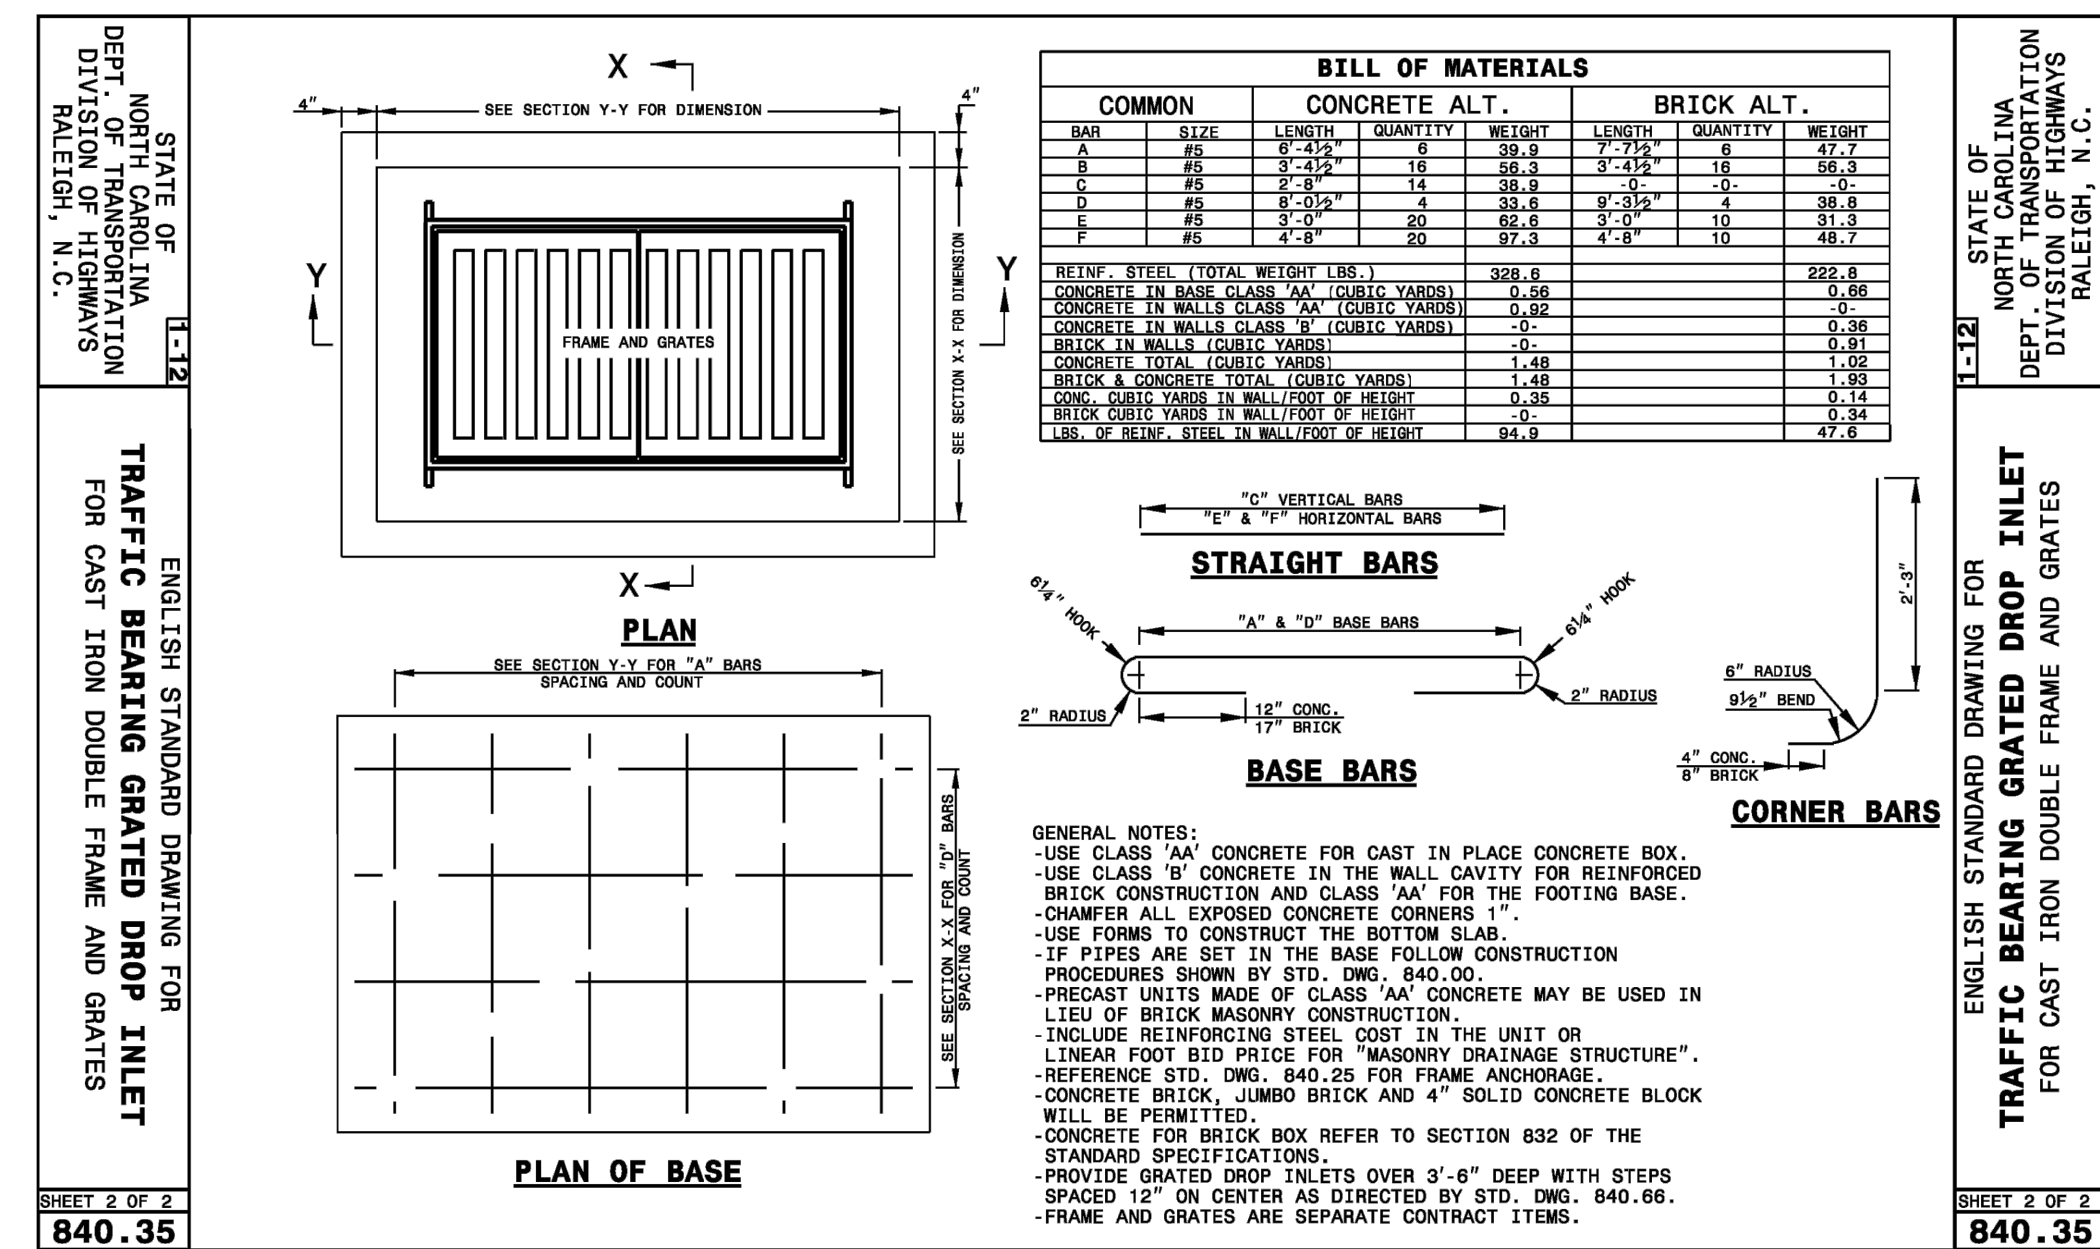 STATE OF
NORTH CAROLINA
DEPT. OF TRANSPORTATION
DIVISION OF HIGHWAYS
RALEIGH, N.C.
1-12
ENGLISH STANDARD DRAWING FOR
TRAFFIC BEARING GRATED DROP INLET
FOR CAST IRON DOUBLE FRAME AND GRATES
SHEET 2 OF 2
840.35
X
4"
SEE SECTION Y-Y FOR DIMENSION
4"
Y
Y
FRAME AND GRATES
SEE SECTION X-X FOR DIMENSION
X
PLAN
SEE SECTION Y-Y FOR "A" BARS
SPACING AND COUNT
SEE SECTION X-X FOR "D" BARS
SPACING AND COUNT
PLAN OF BASE
BILL OF MATERIALS
COMMON CONCRETE ALT. BRICK ALT.
BAR SIZE LENGTH QUANTITY WEIGHT LENGTH QUANTITY WEIGHT
A #5 6'-4½" 6 39.9 7'-7½" 6 47.7
B #5 3'-4½" 16 56.3 3'-4½" 16 56.3
C #5 2'-8" 14 38.9 -0- -0- -0-
D #5 8'-0½" 4 33.6 9'-3½" 4 38.8
E #5 3'-0" 20 62.6 3'-0" 10 31.3
F #5 4'-8" 20 97.3 4'-8" 10 48.7
REINF. STEEL (TOTAL WEIGHT LBS.) 328.6 222.8
CONCRETE IN BASE CLASS 'AA' (CUBIC YARDS) 0.56 0.66
CONCRETE IN WALLS CLASS 'AA' (CUBIC YARDS) 0.92 -0-
CONCRETE IN WALLS CLASS 'B' (CUBIC YARDS) -0- 0.36
BRICK IN WALLS (CUBIC YARDS) -0- 0.91
CONCRETE TOTAL (CUBIC YARDS) 1.48 1.02
BRICK & CONCRETE TOTAL (CUBIC YARDS) 1.48 1.93
CONC. CUBIC YARDS IN WALL/FOOT OF HEIGHT 0.35 0.14
BRICK CUBIC YARDS IN WALL/FOOT OF HEIGHT -0- 0.34
LBS. OF REINF. STEEL IN WALL/FOOT OF HEIGHT 94.9 47.6
"C" VERTICAL BARS
"E" & "F" HORIZONTAL BARS
STRAIGHT BARS
6¼" HOOK
"A" & "D" BASE BARS
6¼" HOOK
2" RADIUS
12" CONC.
17" BRICK
2" RADIUS
BASE BARS
2'-3"
6" RADIUS
9½" BEND
4" CONC.
8" BRICK
CORNER BARS
GENERAL NOTES:
-USE CLASS 'AA' CONCRETE FOR CAST IN PLACE CONCRETE BOX.
-USE CLASS 'B' CONCRETE IN THE WALL CAVITY FOR REINFORCED
BRICK CONSTRUCTION AND CLASS 'AA' FOR THE FOOTING BASE.
-CHAMFER ALL EXPOSED CONCRETE CORNERS 1".
-USE FORMS TO CONSTRUCT THE BOTTOM SLAB.
-IF PIPES ARE SET IN THE BASE FOLLOW CONSTRUCTION
PROCEDURES SHOWN BY STD. DWG. 840.00.
-PRECAST UNITS MADE OF CLASS 'AA' CONCRETE MAY BE USED IN
LIEU OF BRICK MASONRY CONSTRUCTION.
-INCLUDE REINFORCING STEEL COST IN THE UNIT OR
LINEAR FOOT BID PRICE FOR "MASONRY DRAINAGE STRUCTURE".
-REFERENCE STD. DWG. 840.25 FOR FRAME ANCHORAGE.
-CONCRETE BRICK, JUMBO BRICK AND 4" SOLID CONCRETE BLOCK
WILL BE PERMITTED.
-CONCRETE FOR BRICK BOX REFER TO SECTION 832 OF THE
STANDARD SPECIFICATIONS.
-PROVIDE GRATED DROP INLETS OVER 3'-6" DEEP WITH STEPS
SPACED 12" ON CENTER AS DIRECTED BY STD. DWG. 840.66.
-FRAME AND GRATES ARE SEPARATE CONTRACT ITEMS.
STATE OF
NORTH CAROLINA
DEPT. OF TRANSPORTATION
DIVISION OF HIGHWAYS
RALEIGH, N.C.
1-12
ENGLISH STANDARD DRAWING FOR
TRAFFIC BEARING GRATED DROP INLET
FOR CAST IRON DOUBLE FRAME AND GRATES
SHEET 2 OF 2
840.35